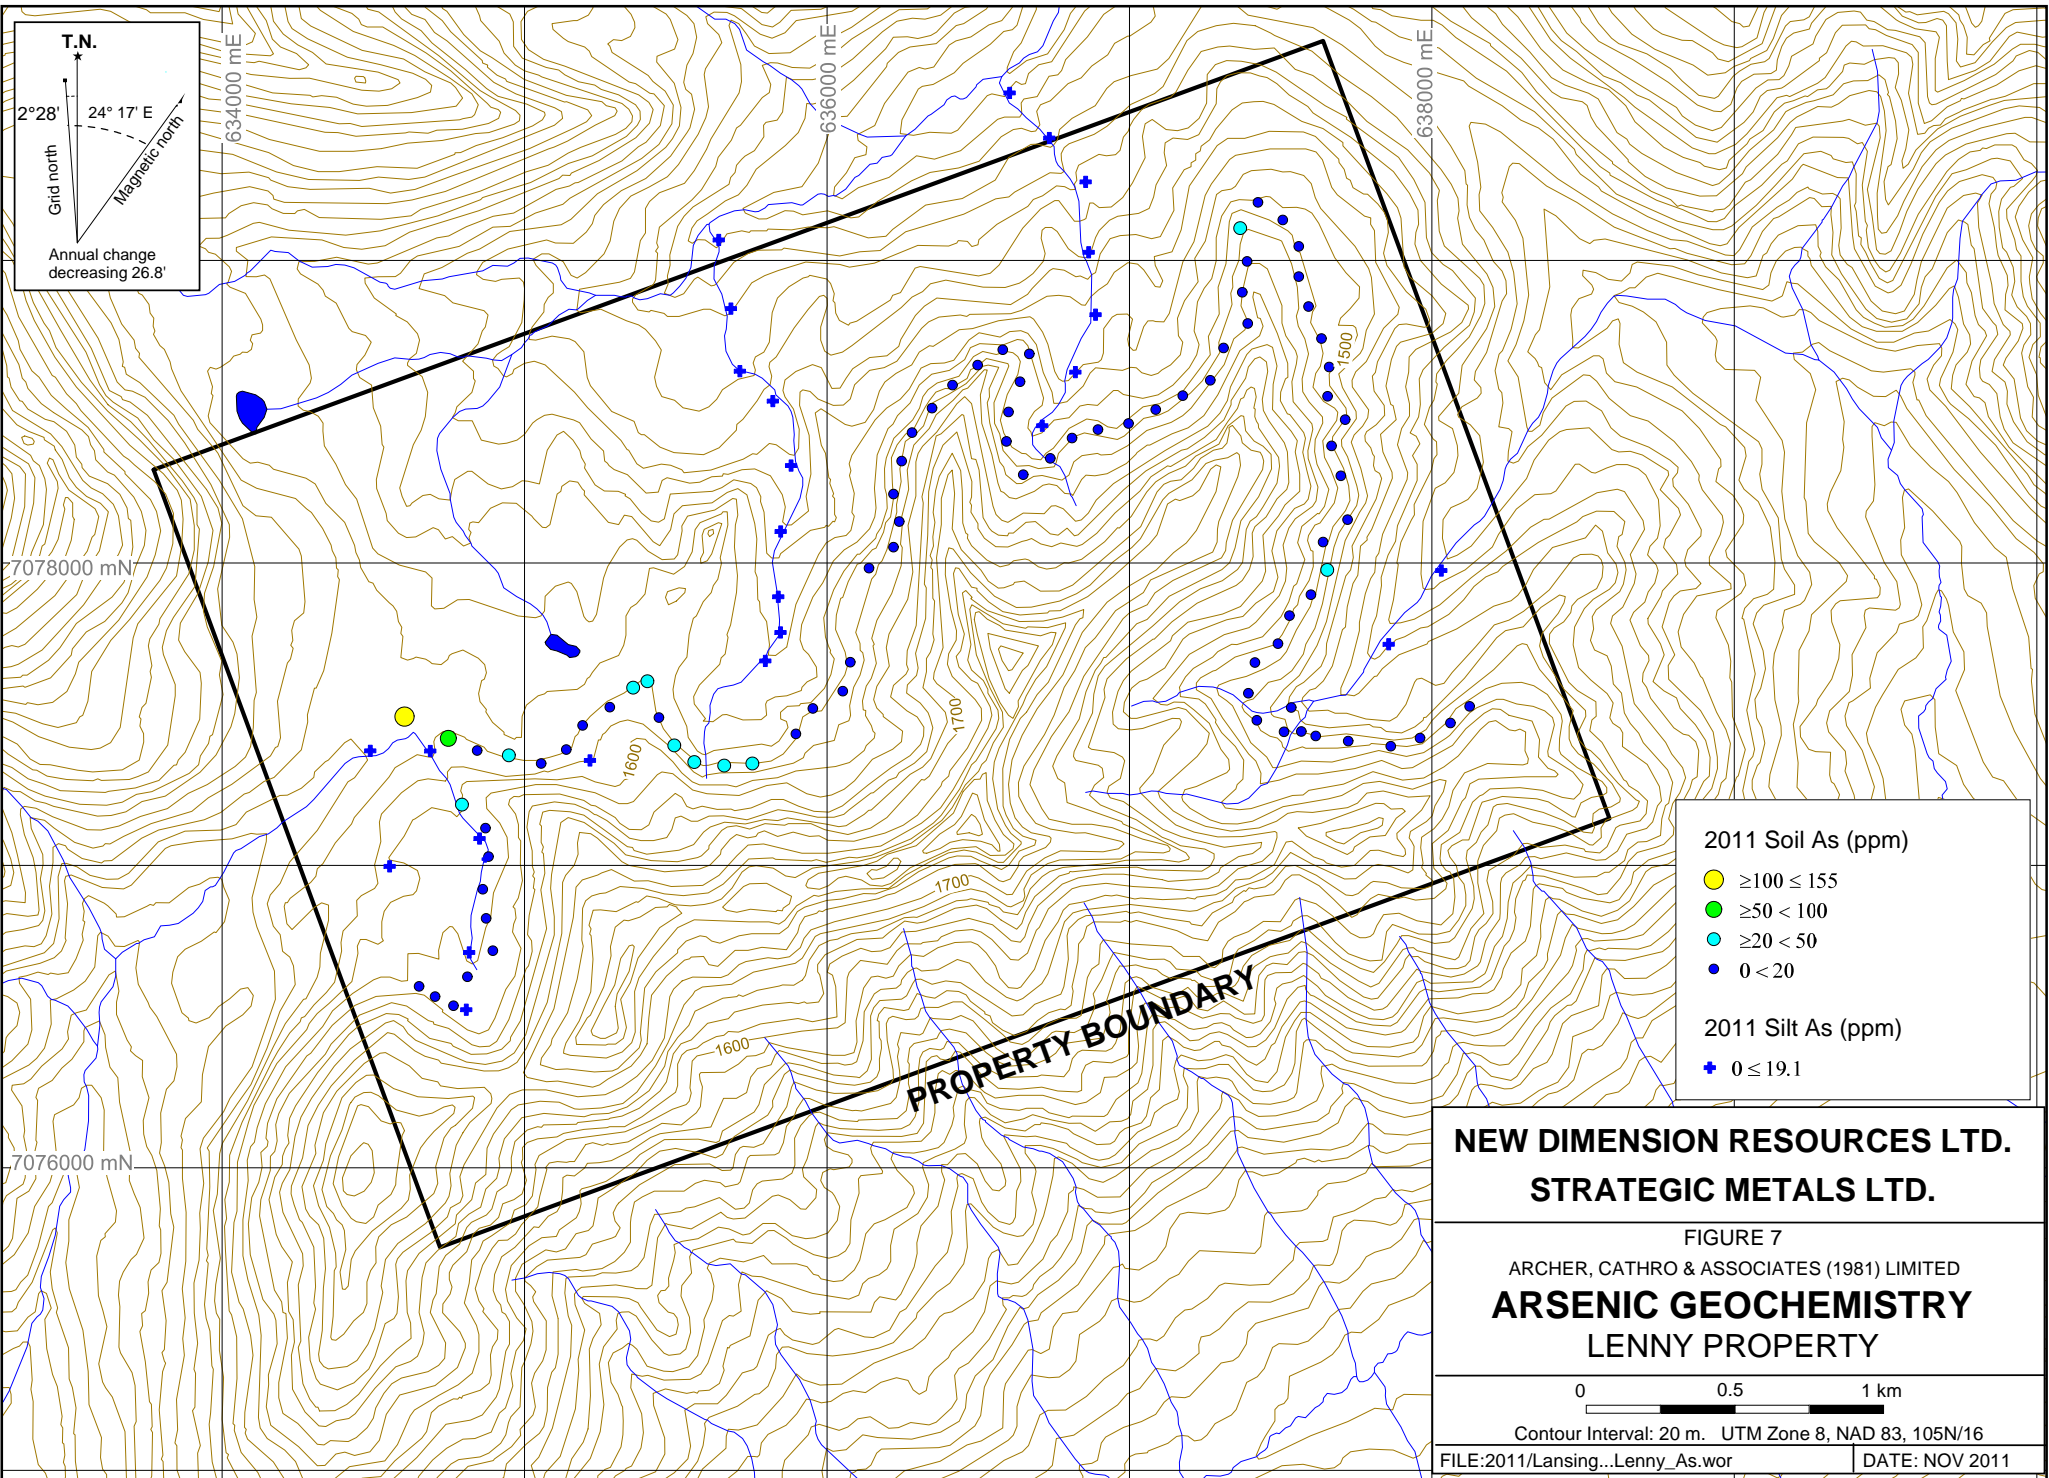 T.N.
2°28'
24° 17' E
Grid north
Magnetic north
Annual change
decreasing 26.8'
634000 mE
636000 mE
638000 mE
1500
7078000 mN
1700
1600
1700
1600
PROPERTY BOUNDARY
7076000 mN
2011 Soil As (ppm)
≥100 ≤ 155
≥50 < 100
≥20 < 50
0 < 20
2011 Silt As (ppm)
0 ≤ 19.1
NEW DIMENSION RESOURCES LTD.
STRATEGIC METALS LTD.
FIGURE 7
ARCHER, CATHRO & ASSOCIATES (1981) LIMITED
ARSENIC GEOCHEMISTRY
LENNY PROPERTY
0 0.5 1 km
Contour Interval: 20 m. UTM Zone 8, NAD 83, 105N/16
FILE:2011/Lansing...Lenny_As.wor
DATE: NOV 2011